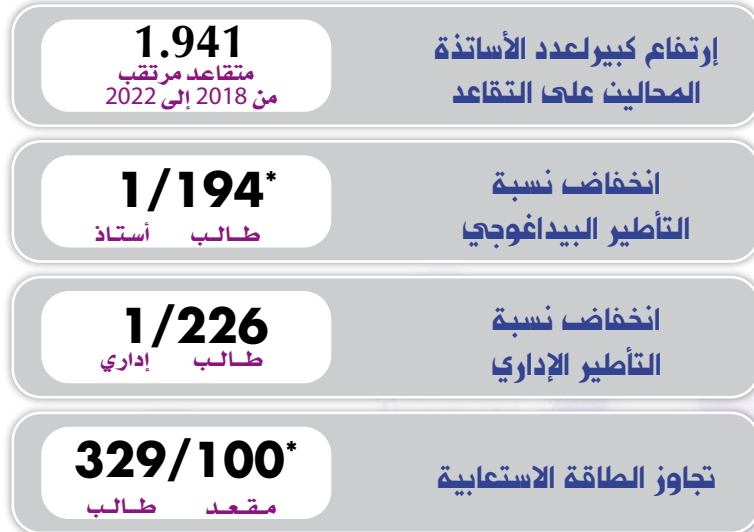 إرتفاع كبيرلعدد الأساتذة
المحالين على التقاعد
1.941
متقاعد مرتقب
من 2018 إلى 2022
انخفاض نسبة
التأطير البيداغوجي
1/194*
طالب أستاذ
انخفاض نسبة
التأطير الإداري
1/226
طالب إداري
تجاوز الطاقة الاستعابية
329/100*
مقعد طالب